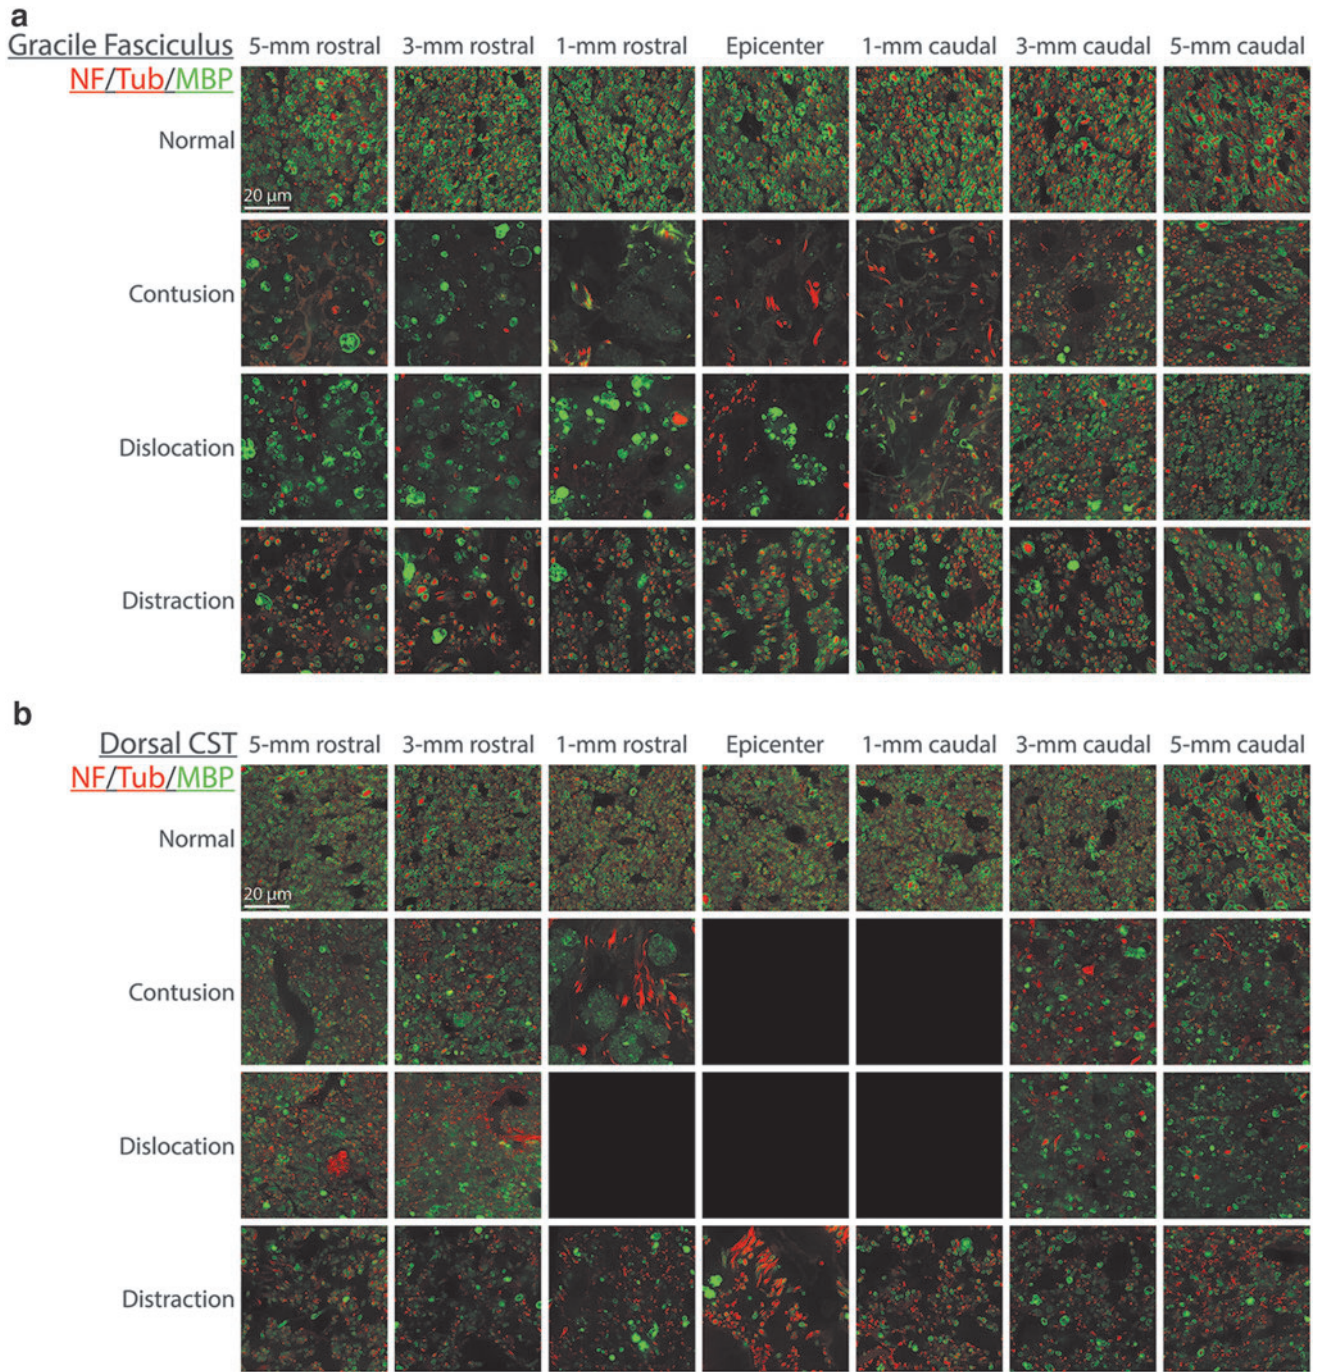 a
Gracile Fasciculus 5-mm rostral 3-mm rostral 1-mm rostral Epicenter 1-mm caudal 3-mm caudal 5-mm caudal
NF/Tub/MBP
Normal
20 µm
Contusion
Dislocation
Distraction
b
Dorsal CST 5-mm rostral 3-mm rostral 1-mm rostral Epicenter 1-mm caudal 3-mm caudal 5-mm caudal
NF/Tub/MBP
Normal
20 µm
Contusion
Dislocation
Distraction